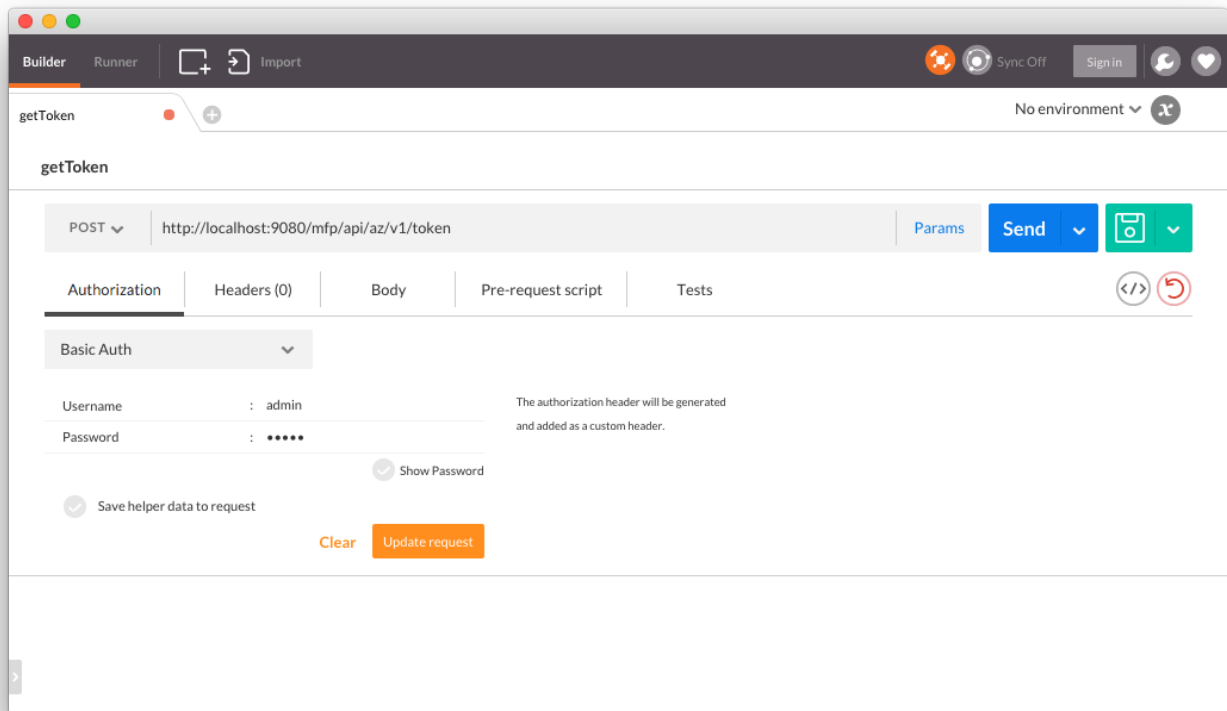 Builder Runner Import Sync Off Sign in
getToken No environment x
getToken
POST http://localhost:9080/mfp/api/az/v1/token Params Send
Authorization Headers (0) Body Pre-request script Tests </>
Basic Auth
Username : admin The authorization header will be generated
and added as a custom header.
Password : •••••
Show Password
Save helper data to request
Clear Update request